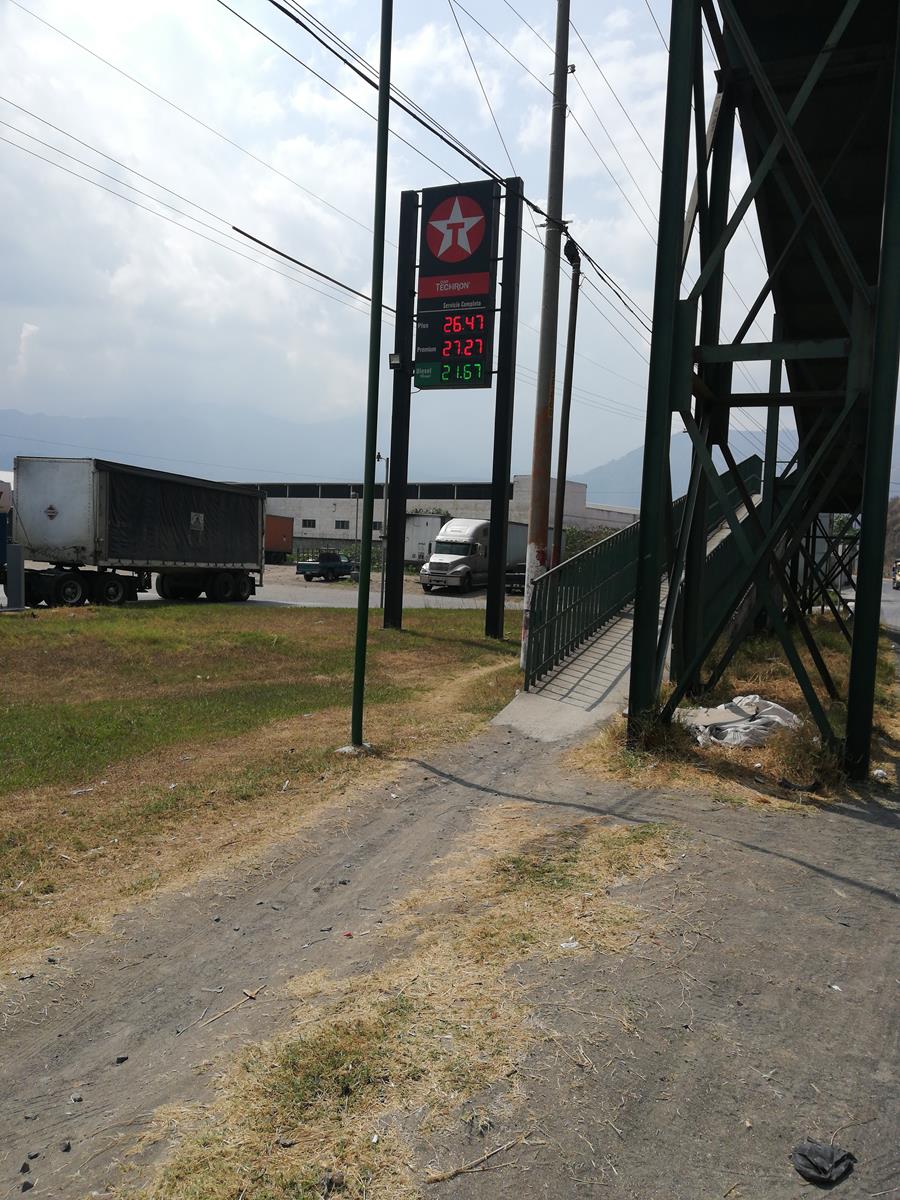 T
TECHRON
Servicio Completo
Plus 26.47
Premium 27.27
Diesel 21.67